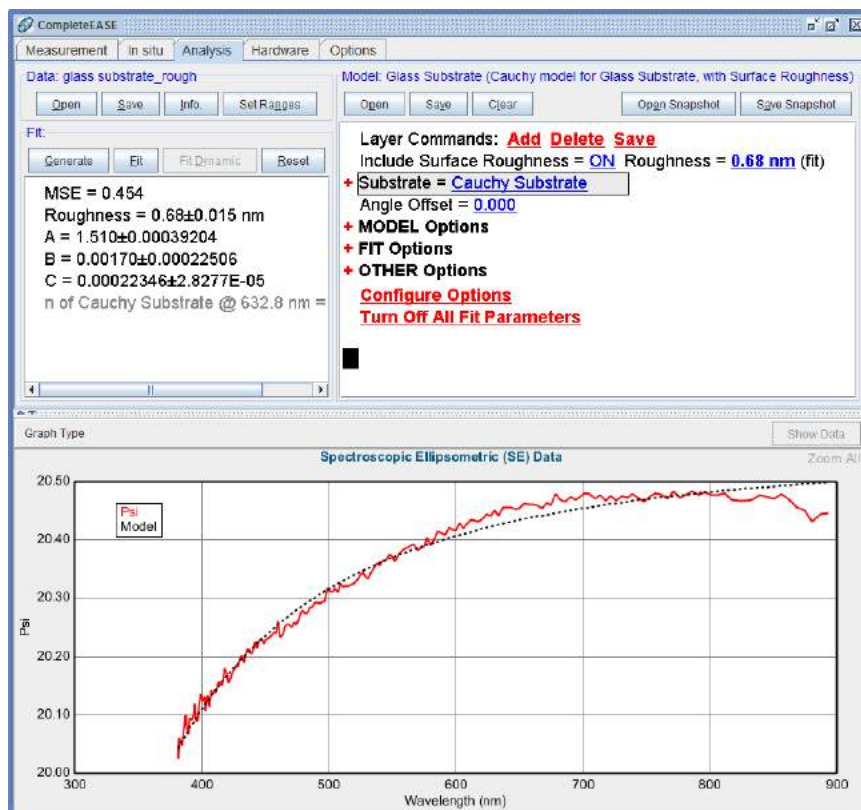 CompleteEASE
Measurement In situ Analysis Hardware Options
Data: glass substrate_rough
Open Save Info. Set Ranges
Fit:
Generate Fit Fit Dynamic Reset
MSE = 0.454
Roughness = 0.68±0.015 nm
A = 1.510±0.00039204
B = 0.00170±0.00022506
C = 0.00022346±2.8277E-05
n of Cauchy Substrate @ 632.8 nm =
Model: Glass Substrate (Cauchy model for Glass Substrate, with Surface Roughness)
Open Save Clear Open Snapshot Save Snapshot
Layer Commands: Add Delete Save
Include Surface Roughness = ON Roughness = 0.68 nm (fit)
+ Substrate = Cauchy Substrate
Angle Offset = 0.000
+ MODEL Options
+ FIT Options
+ OTHER Options
Configure Options
Turn Off All Fit Parameters
Graph Type
Show Data
Spectroscopic Ellipsometric (SE) Data
Zoom All
Psi
Model
20.50
20.40
20.30
20.20
20.10
20.00
Psi
300 400 500 600 700 800 900
Wavelength (nm)